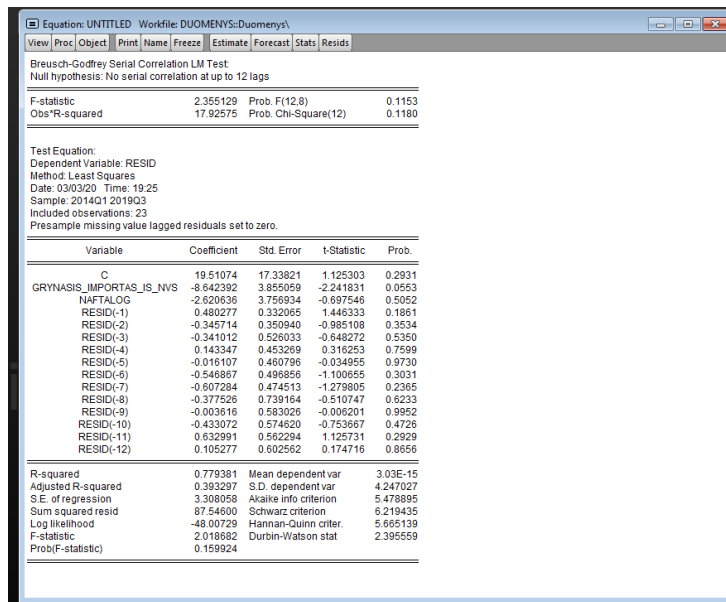 Equation: UNTITLED Workfile: DUOMENYS::Duomenys\
View Proc Object Print Name Freeze Estimate Forecast Stats Resids
Breusch-Godfrey Serial Correlation LM Test:
Null hypothesis: No serial correlation at up to 12 lags
F-statistic 2.355129 Prob. F(12,8) 0.1153
Obs*R-squared 17.92575 Prob. Chi-Square(12) 0.1180
Test Equation:
Dependent Variable: RESID
Method: Least Squares
Date: 03/03/20 Time: 19:25
Sample: 2014Q1 2019Q3
Included observations: 23
Presample missing value lagged residuals set to zero.
Variable Coefficient Std. Error t-Statistic Prob.
C 19.51074 17.33821 1.125303 0.2931
GRYNASIS_IMPORTAS_IS_NVS -8.642392 3.855059 -2.241831 0.0553
NAFTALOG -2.620636 3.756934 -0.697546 0.5052
RESID(-1) 0.480277 0.332065 1.446333 0.1861
RESID(-2) -0.345714 0.350940 -0.985108 0.3534
RESID(-3) -0.341012 0.526033 -0.648272 0.5350
RESID(-4) 0.143347 0.453269 0.316253 0.7599
RESID(-5) -0.016107 0.460796 -0.034955 0.9730
RESID(-6) -0.546867 0.496856 -1.100655 0.3031
RESID(-7) -0.607284 0.474513 -1.279805 0.2365
RESID(-8) -0.377526 0.739164 -0.510747 0.6233
RESID(-9) -0.003616 0.583026 -0.006201 0.9952
RESID(-10) -0.433072 0.574620 -0.753667 0.4726
RESID(-11) 0.632991 0.562294 1.125731 0.2929
RESID(-12) 0.105277 0.602562 0.174716 0.8656
R-squared 0.779381 Mean dependent var 3.03E-15
Adjusted R-squared 0.393297 S.D. dependent var 4.247027
S.E. of regression 3.308058 Akaike info criterion 5.478895
Sum squared resid 87.54600 Schwarz criterion 6.219435
Log likelihood -48.00729 Hannan-Quinn criter. 5.665139
F-statistic 2.018682 Durbin-Watson stat 2.395559
Prob(F-statistic) 0.159924